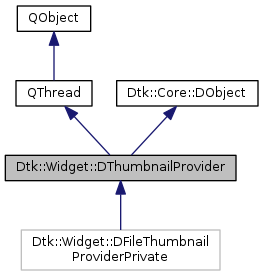 QObject
QThread
Dtk::Core::DObject
Dtk::Widget::DThumbnailProvider
Dtk::Widget::DFileThumbnail
ProviderPrivate